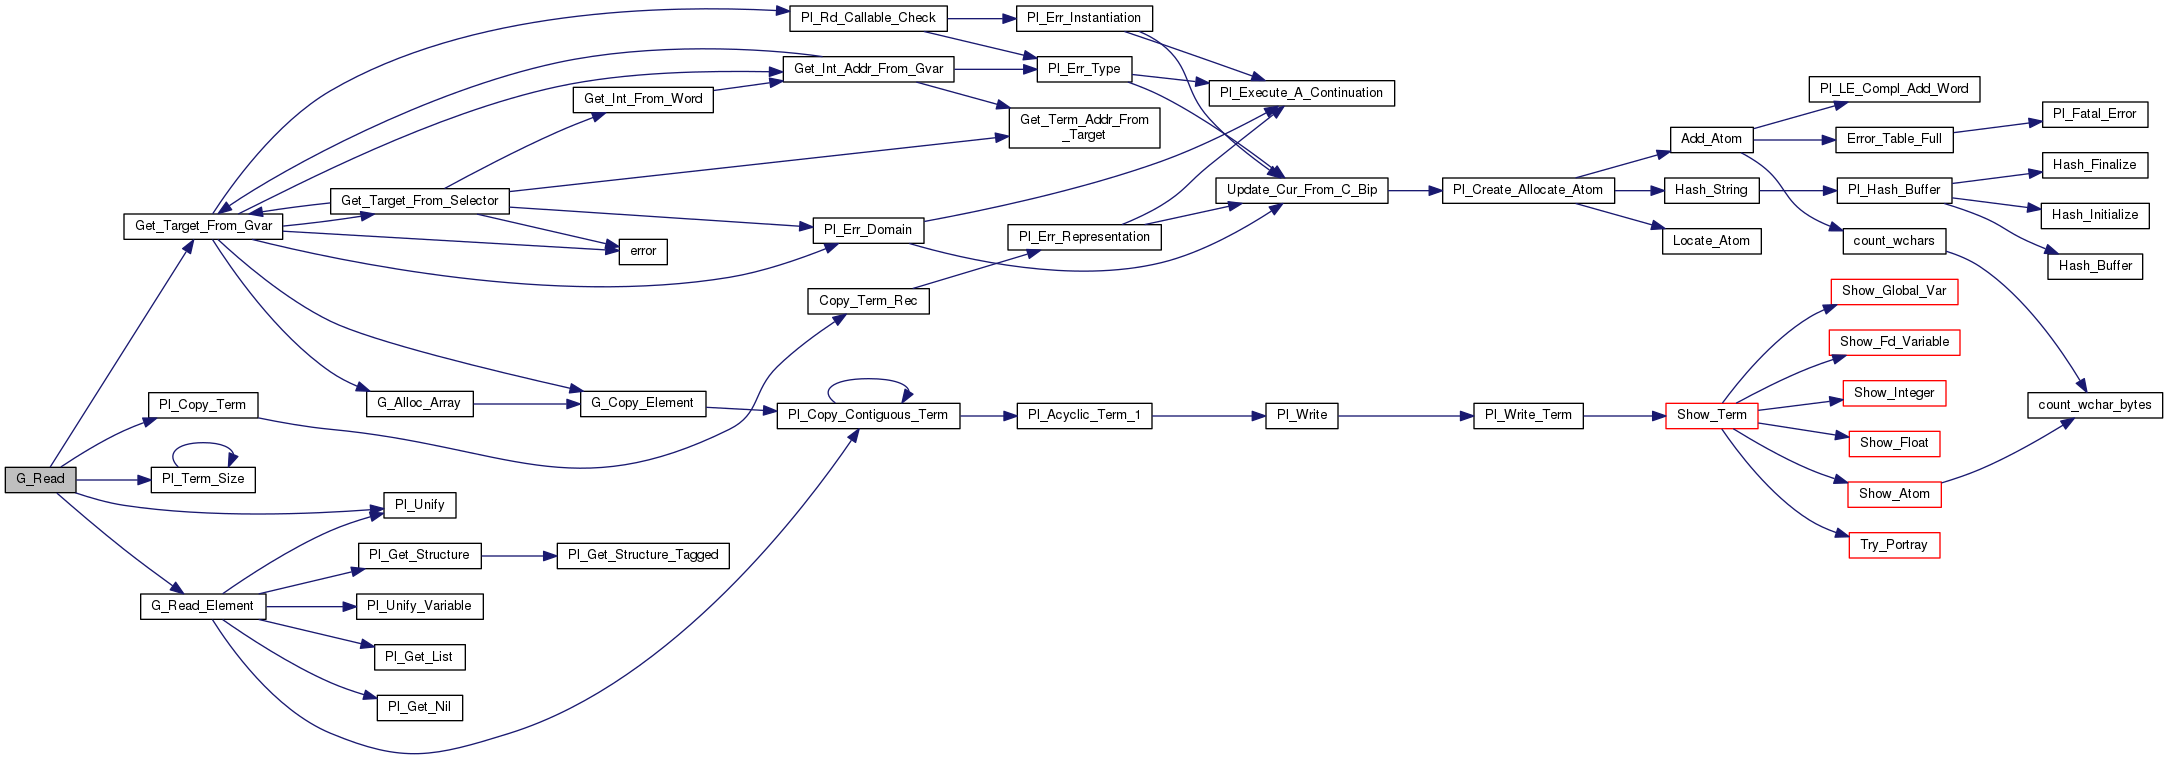 Pl_Rd_Callable_Check
Pl_Err_Instantiation
Get_Int_Addr_From_Gvar
Pl_Err_Type
Get_Int_From_Word
Pl_Execute_A_Continuation
Get_Term_Addr_From
_Target
Pl_LE_Compl_Add_Word
Pl_Fatal_Error
Add_Atom
Error_Table_Full
Hash_Finalize
Get_Target_From_Selector
Update_Cur_From_C_Bip
Pl_Create_Allocate_Atom
Hash_String
Pl_Hash_Buffer
Hash_Initialize
Get_Target_From_Gvar
Pl_Err_Domain
Pl_Err_Representation
Locate_Atom
count_wchars
error
Hash_Buffer
Copy_Term_Rec
Show_Global_Var
Show_Fd_Variable
Pl_Copy_Term
G_Alloc_Array
G_Copy_Element
Pl_Copy_Contiguous_Term
Pl_Acyclic_Term_1
Pl_Write
Pl_Write_Term
Show_Term
Show_Integer
count_wchar_bytes
Show_Float
G_Read
Pl_Term_Size
Show_Atom
Pl_Unify
Try_Portray
Pl_Get_Structure
Pl_Get_Structure_Tagged
G_Read_Element
Pl_Unify_Variable
Pl_Get_List
Pl_Get_Nil